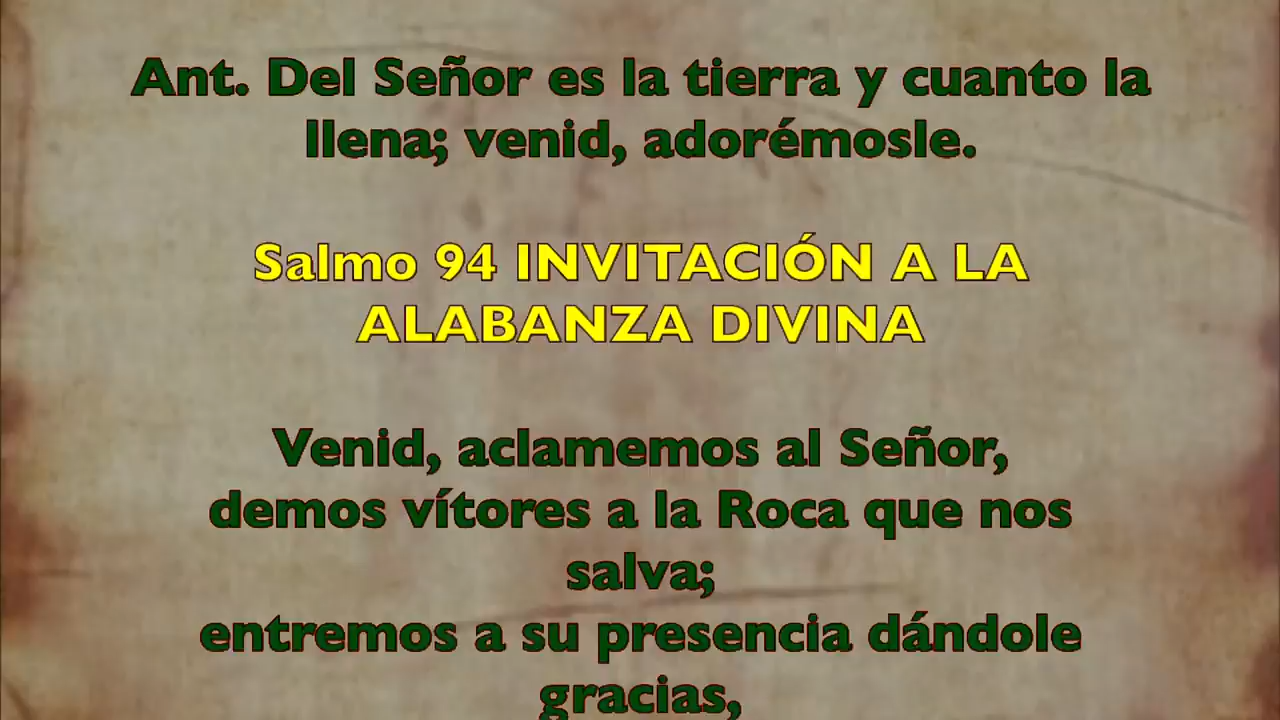 Ant. Del Señor es la tierra y cuanto la
llena; venid, adorémosle.
Salmo 94 INVITACIÓN A LA
ALABANZA DIVINA
Venid, aclamemos al Señor,
demos vítores a la Roca que nos
salva;
entremos a su presencia dándole
gracias,